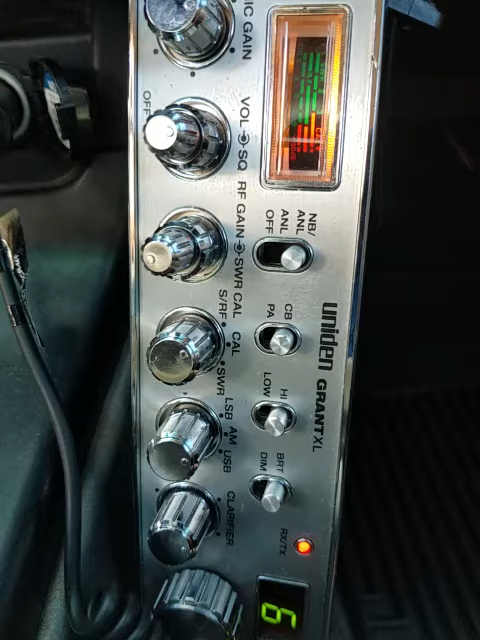 IC GAIN
OFF
VOL SQ
RF GAIN SWR CAL
S/RF CAL SWR
LSB AM USB
CLARIFIER
NB/
ANL
ANL
OFF
CB
PA
HI
LOW
BRT
DIM
uniden GRANT XL
RX/TX
6